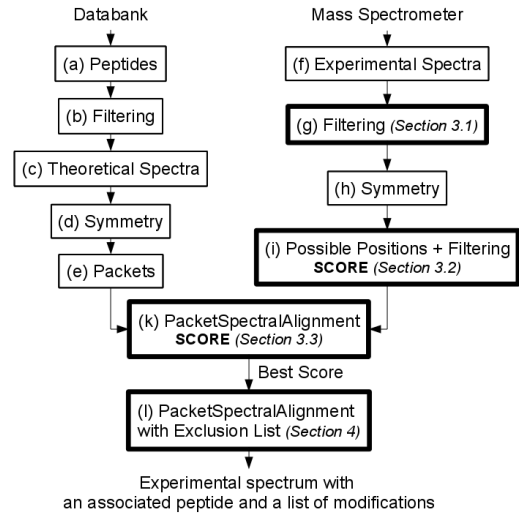 Databank
Mass Spectrometer
(a) Peptides
(f) Experimental Spectra
(b) Filtering
(g) Filtering (Section 3.1)
(c) Theoretical Spectra
(h) Symmetry
(d) Symmetry
(i) Possible Positions + Filtering
SCORE (Section 3.2)
(e) Packets
(k) PacketSpectralAlignment
SCORE (Section 3.3)
Best Score
(l) PacketSpectralAlignment
with Exclusion List (Section 4)
Experimental spectrum with
an associated peptide and a list of modifications